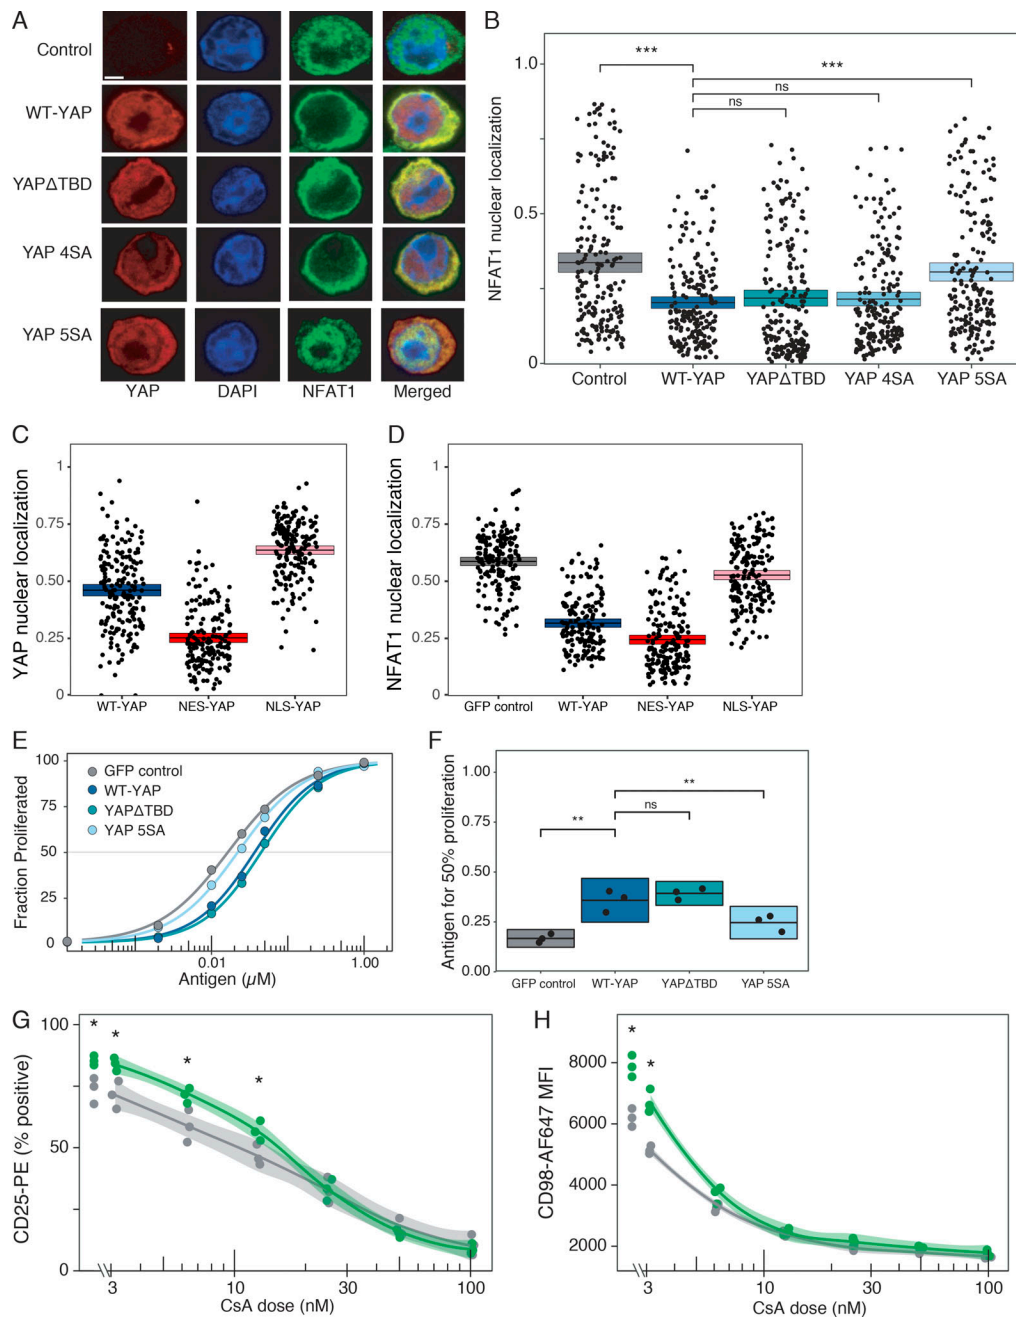 A
Control
WT-YAP
YAPΔTBD
YAP 4SA
YAP 5SA
YAP DAPI NFAT1 Merged
B
NFAT1 nuclear localization
1.0
0.5
0
***
***
ns
ns
Control WT-YAP YAPΔTBD YAP 4SA YAP 5SA
C
YAP nuclear localization
1
0.75
0.50
0.25
0
WT-YAP NES-YAP NLS-YAP
D
NFAT1 nuclear localization
1
0.75
0.50
0.25
0
GFP control WT-YAP NES-YAP NLS-YAP
E
Fraction Proliferated
100
75
50
25
0
GFP control
WT-YAP
YAPΔTBD
YAP 5SA
0.01 1.00
Antigen (µM)
F
Antigen for 50% proliferation
1.00
0.75
0.50
0.25
0.00
**
**
ns
GFP control WT-YAP YAPΔTBD YAP 5SA
G
CD25-PE (% positive)
100
50
0
* * * *
3 10 30 100
CsA dose (nM)
H
CD98-AF647 MFI
8000
6000
4000
2000
* *
3 10 30 100
CsA dose (nM)